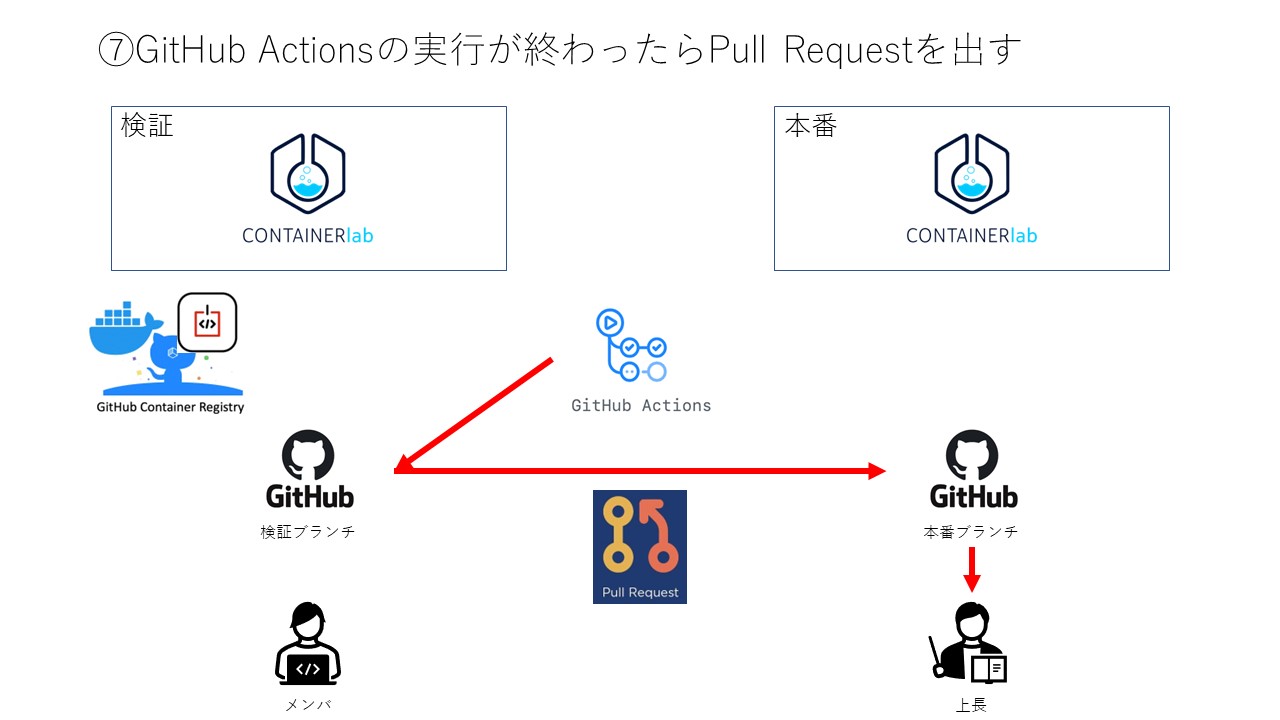 ⑦GitHub Actionsの実行が終わったらPull Requestを出す
検証
CONTAINERlab
本番
CONTAINERlab
</>
GitHub Container Registry
GitHub Actions
GitHub
検証ブランチ
GitHub
本番ブランチ
Pull Request
</>
メンバ
上長